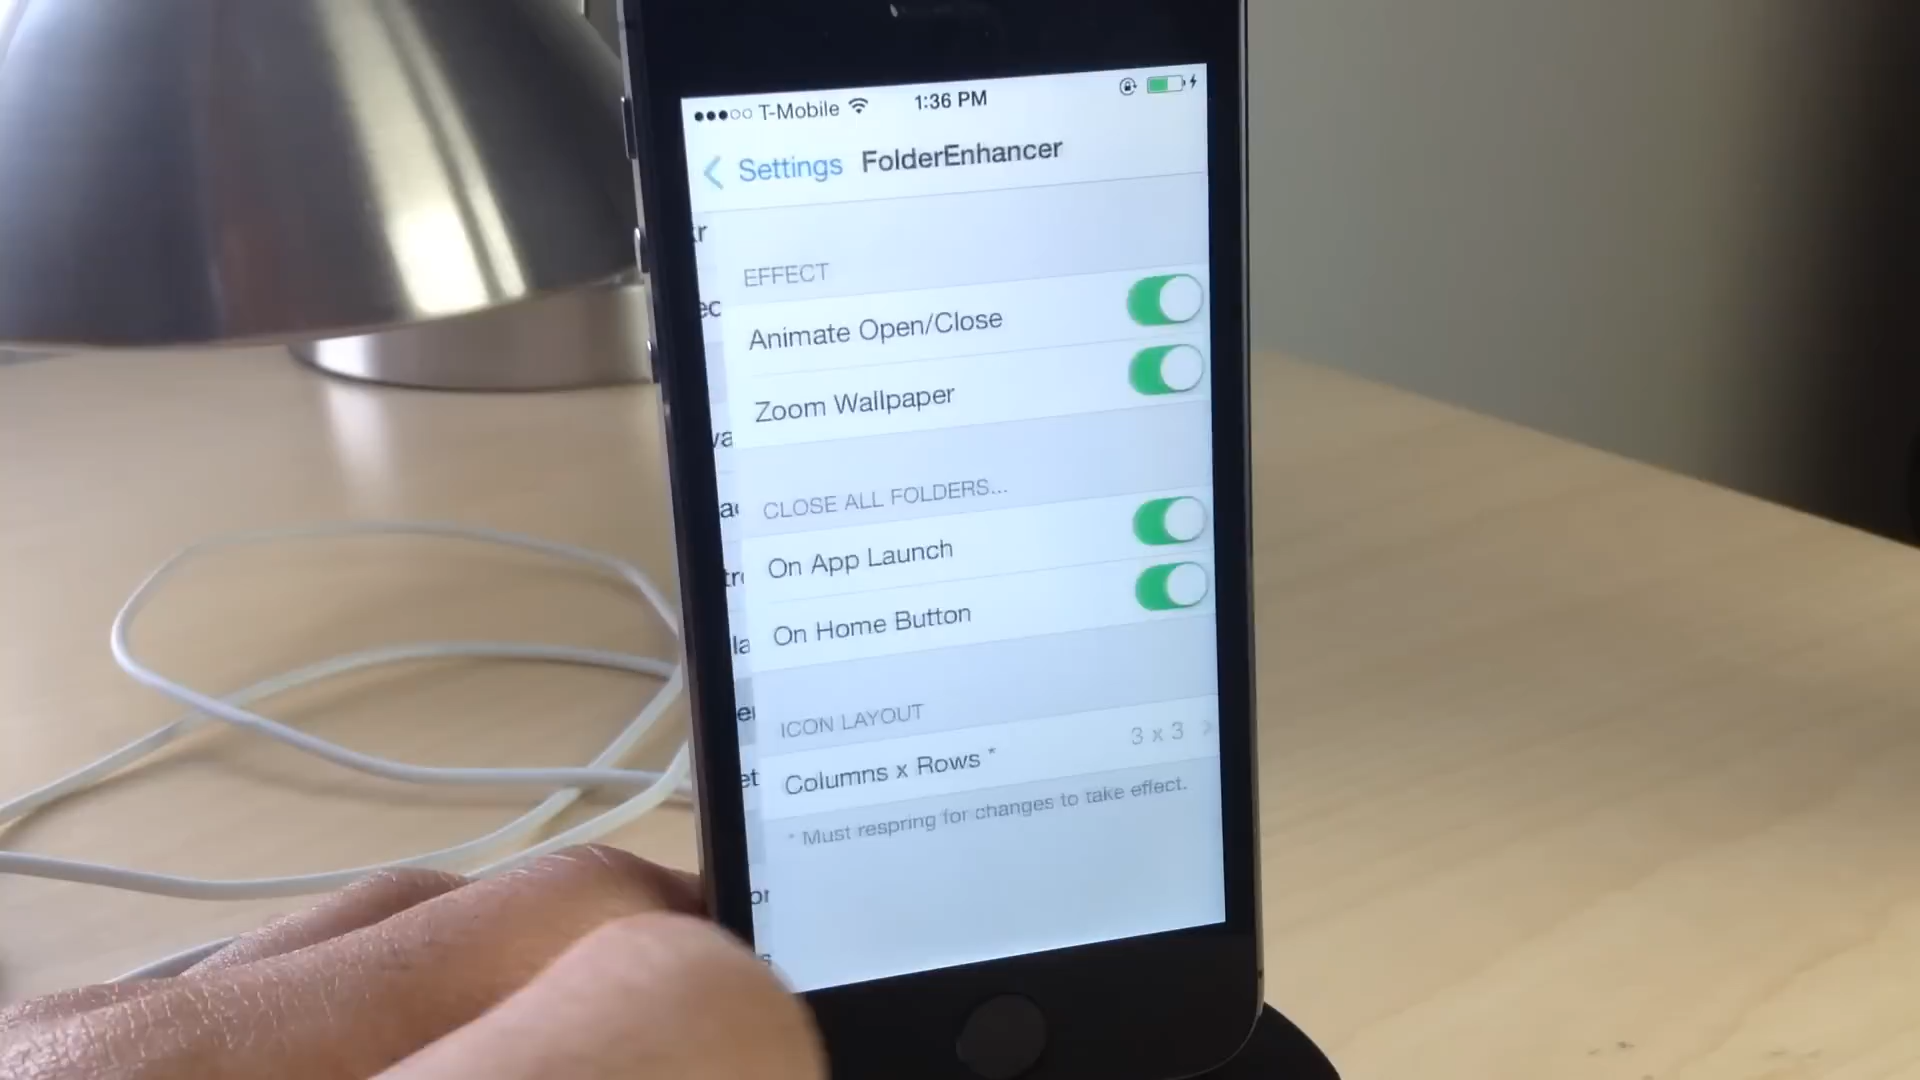 T-Mobile 1:36 PM
Settings FolderEnhancer
EFFECT
Animate Open/Close
Zoom Wallpaper
CLOSE ALL FOLDERS...
On App Launch
On Home Button
ICON LAYOUT
Columns x Rows * 3 x 3
* Must respring for changes to take effect.